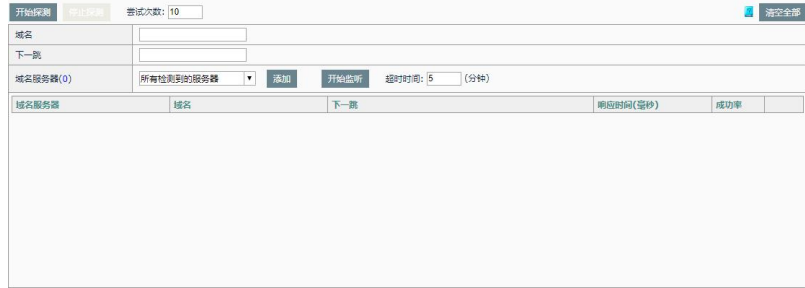 开始探测 停止探测 尝试次数: 10 清空全部
域名
下一跳
域名服务器(0) 所有检测到的服务器 添加 开始监听 超时时间: 5 (分钟)
域名服务器 域名 下一跳 响应时间(毫秒) 成功率